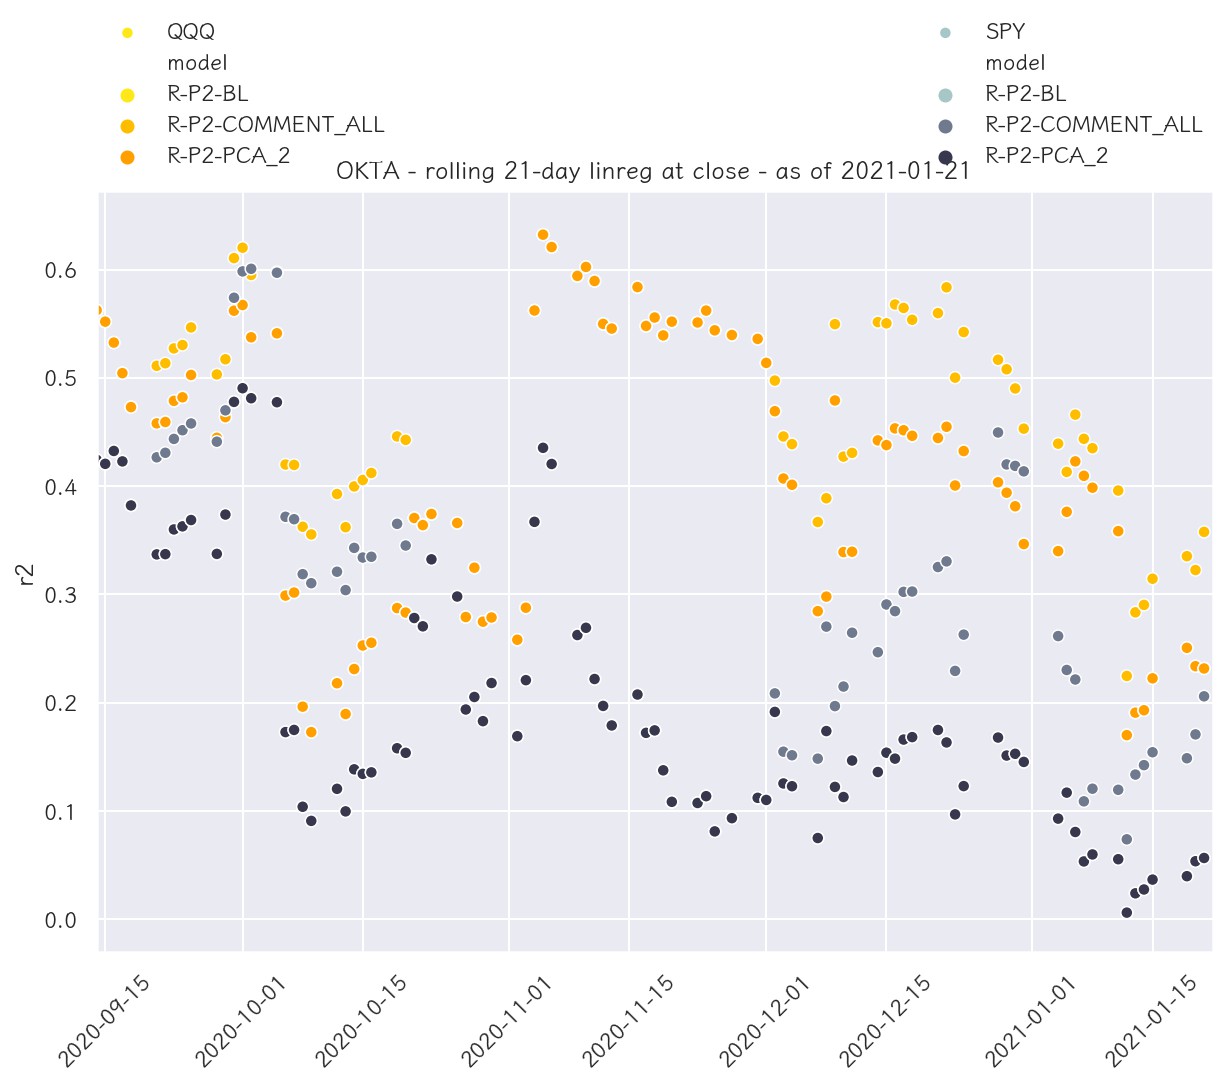 QQQ
model
R-P2-BL
R-P2-COMMENT_ALL
R-P2-PCA_2
SPY
model
R-P2-BL
R-P2-COMMENT_ALL
R-P2-PCA_2
OKTA - rolling 21-day linreg at close - as of 2021-01-21
0.6
0.5
0.4
0.3
0.2
0.1
0.0
r2
2020-09-15
2020-10-01
2020-10-15
2020-11-01
2020-11-15
2020-12-01
2020-12-15
2021-01-01
2021-01-15